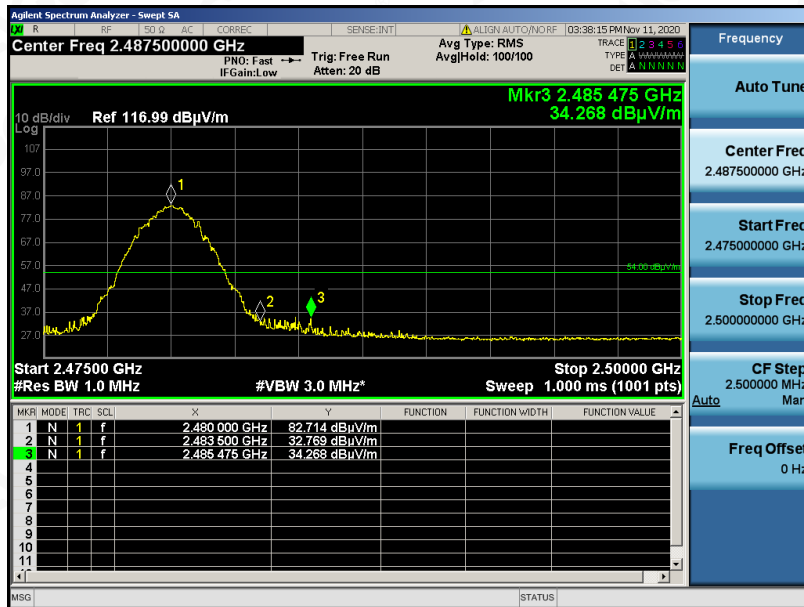 Agilent Spectrum Analyzer - Swept SA
LXI R RF 50 Ω AC CORREC SENSE:INT ALIGN AUTO/NO RF 03:38:15 PM Nov 11, 2020
Center Freq 2.487500000 GHz
PNO: Fast
IFGain:Low
Trig: Free Run
Atten: 20 dB
Avg Type: RMS
Avg|Hold: 100/100
TRACE 1 2 3 4 5 6
TYPE A
DET A N N N N N
Mkr3 2.485 475 GHz
34.268 dBµV/m
10 dB/div Ref 116.99 dBµV/m
Log
107
97.0
87.0
77.0
67.0
57.0
47.0
37.0
27.0
1
2
3
54.00 dBµV/m
Start 2.47500 GHz Stop 2.50000 GHz
#Res BW 1.0 MHz #VBW 3.0 MHz* Sweep 1.000 ms (1001 pts)
MKR MODE TRC SCL X Y FUNCTION FUNCTION WIDTH FUNCTION VALUE
1 N 1 f 2.480 000 GHz 82.714 dBµV/m
2 N 1 f 2.483 500 GHz 32.769 dBµV/m
3 N 1 f 2.485 475 GHz 34.268 dBµV/m
4
5
6
7
8
9
10
11
MSG STATUS
Frequency
Auto Tune
Center Freq
2.487500000 GHz
Start Freq
2.475000000 GHz
Stop Freq
2.500000000 GHz
CF Step
2.500000 MHz
Auto Man
Freq Offset
0 Hz